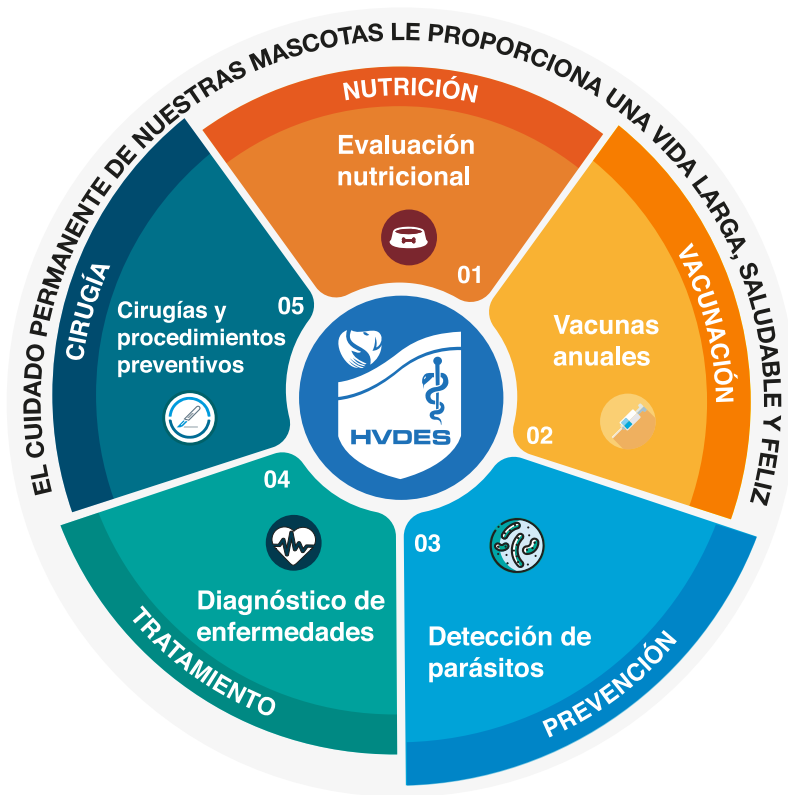 EL CUIDADO PERMANENTE DE NUESTRAS MASCOTAS LE PROPORCIONA UNA VIDA LARGA, SALUDABLE Y FELIZ
NUTRICIÓN
Evaluación
nutricional
01
VACUNACIÓN
Vacunas
anuales
02
PREVENCIÓN
03
Detección de
parásitos
TRATAMIENTO
04
Diagnóstico de
enfermedades
CIRUGÍA
05
Cirugías y
procedimientos
preventivos
HVDES